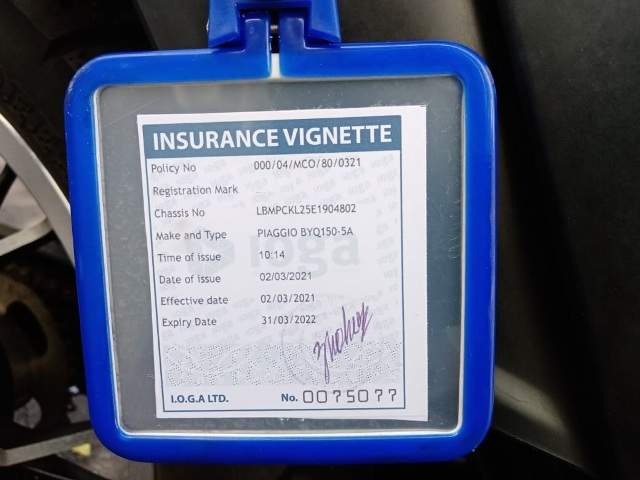 INSURANCE VIGNETTE
Policy No 000/04/MCO/80/0321
Registration Mark
Chassis No LBMPCKL25E1904802
Make and Type PIAGGIO BYQ150-5A
Time of issue 10:14
Date of issue 02/03/2021
Effective date 02/03/2021
Expiry Date 31/03/2022
I.O.G.A LTD. No. 0075077